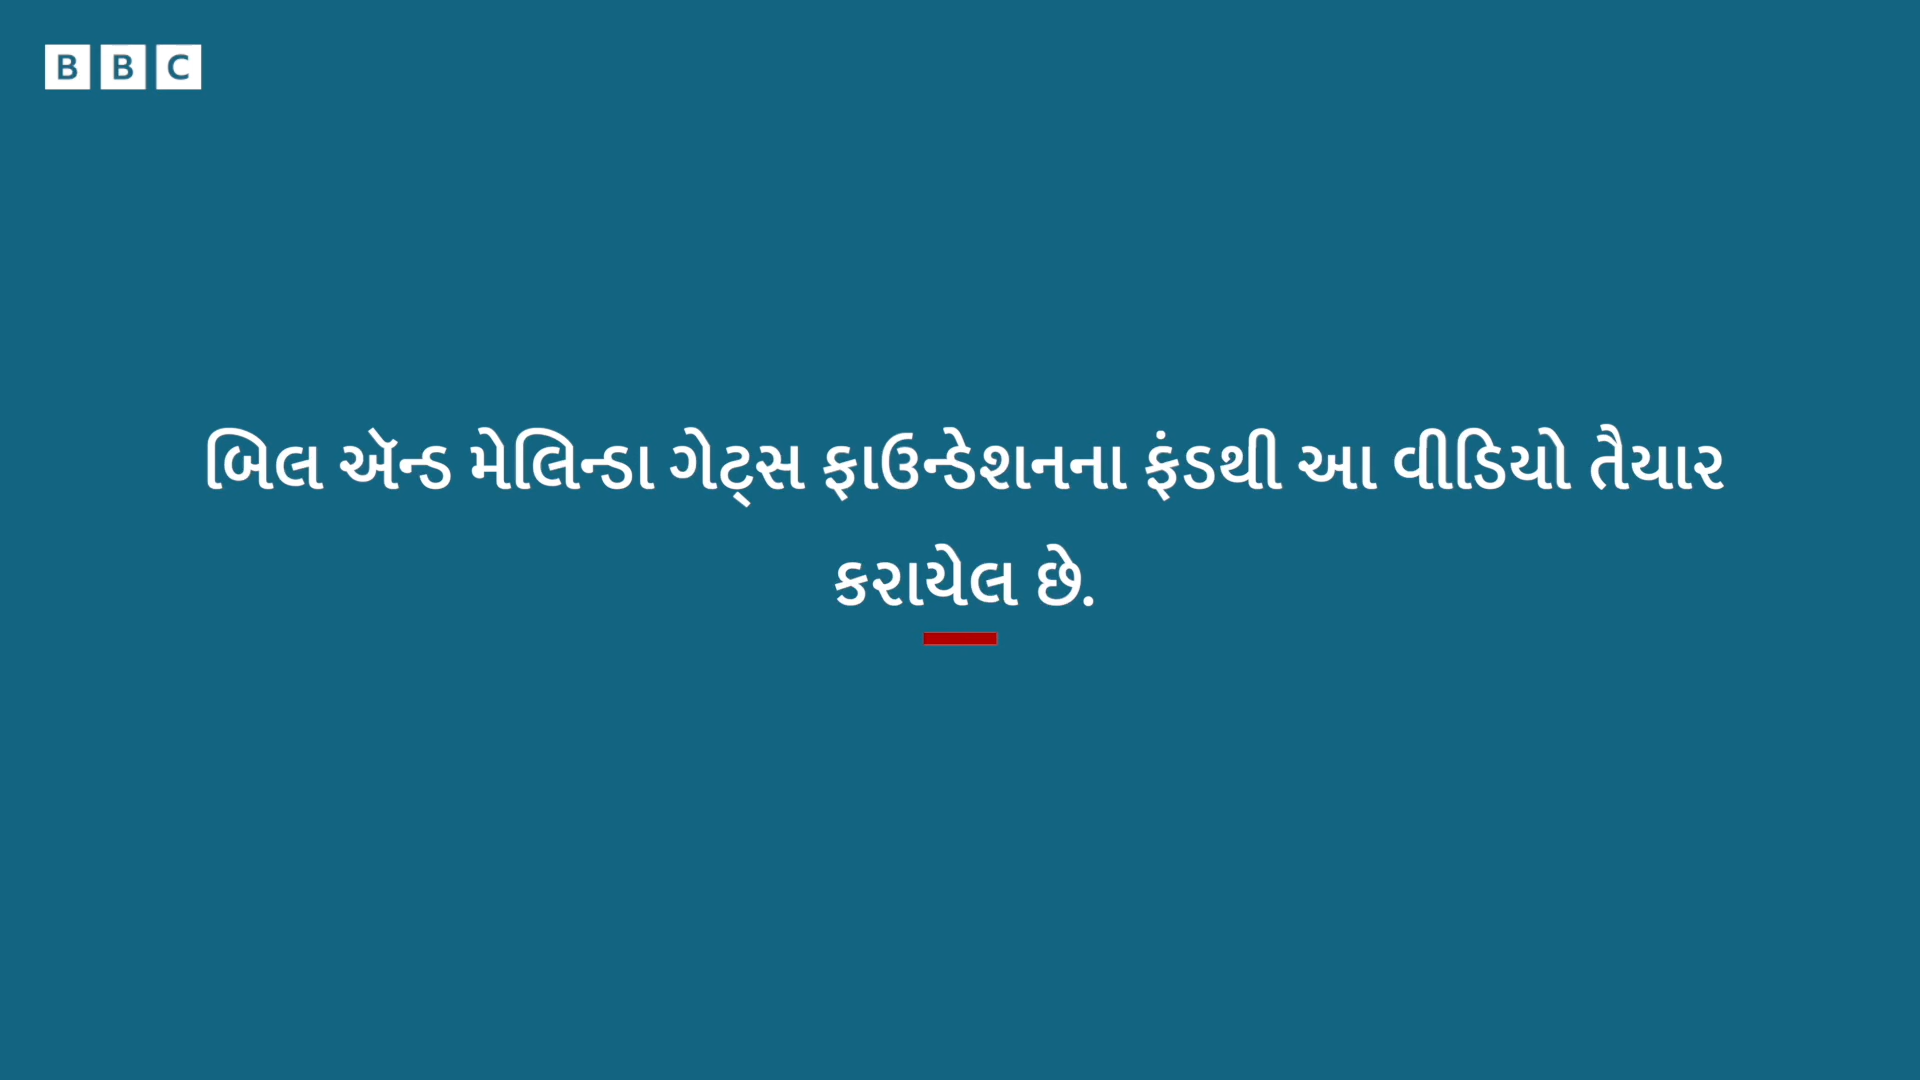 BBC
બિલ ઍન્ડ મેલિન્ડા ગેટ્સ ફાઉન્ડેશનના ફંડથી આ વીડિયો તૈયાર
કરાયેલ છે.